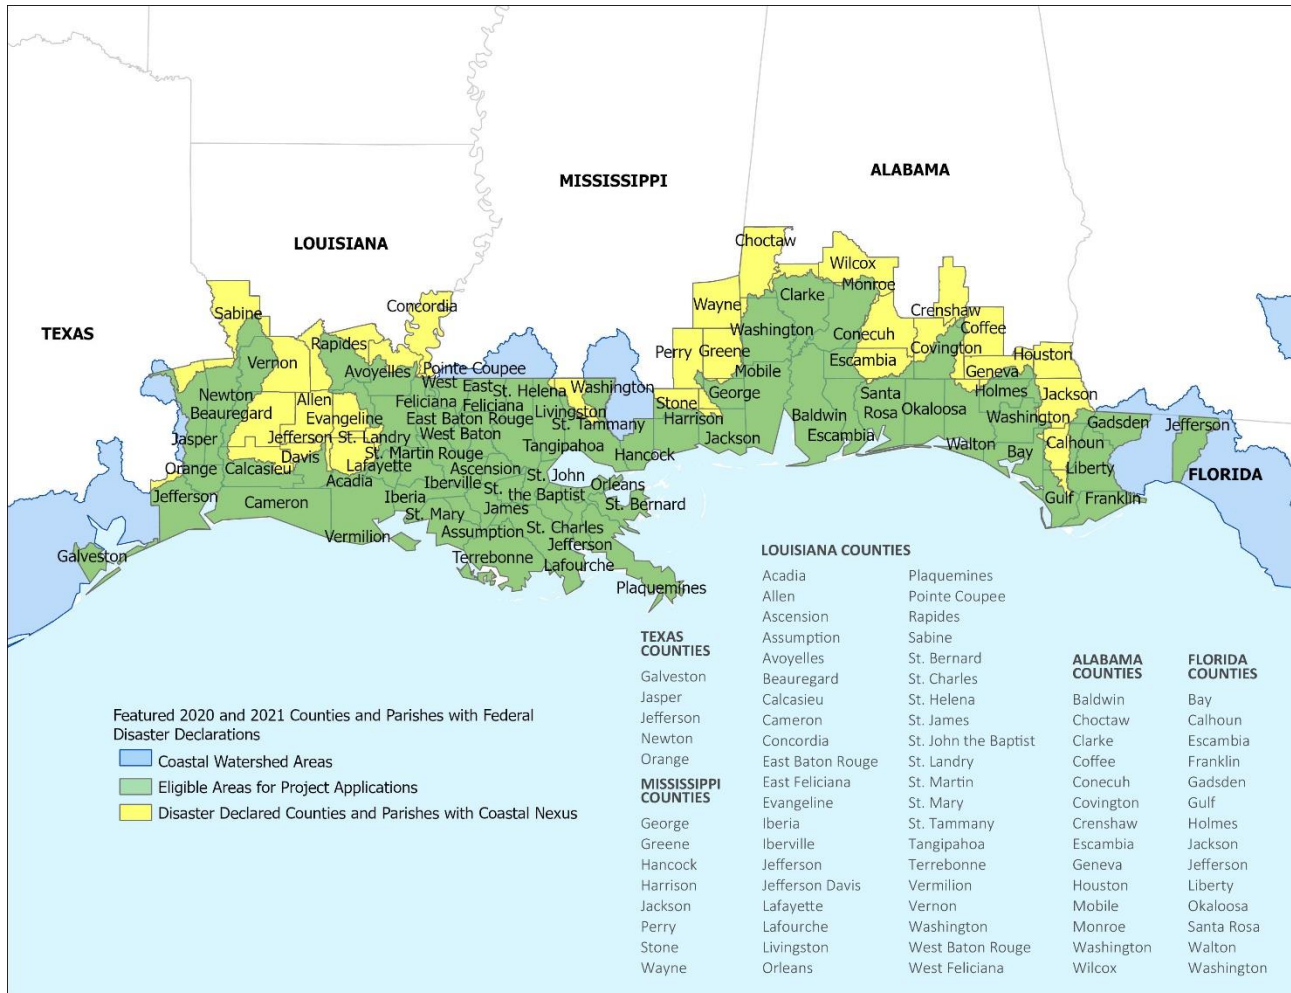 MISSISSIPPI
ALABAMA
LOUISIANA
TEXAS
FLORIDA
Choctaw
Wilcox
Monroe
Clarke
Concordia
Sabine
Wayne
Crenshaw
Coffee
Washington
Conecuh
Covington
Rapides
Perry
Greene
Houston
Vernon
Escambia
Geneva
Avoyelles
Pointe Coupee
Mobile
West
East
St. Helena
Washington
Newton
Allen
Feliciana
Feliciana
Stone
George
Santa
Rosa
Holmes
Jackson
Beauregard
Evangeline
East Baton Rouge
Livingston
St. Tammany
Harrison
Baldwin
Okaloosa
Washington
Gadsden
Jefferson
Jasper
Jefferson
Davis
St. Landry
West Baton
Rouge
Tangipahoa
Jackson
Escambia
Walton
Bay
Calhoun
Orange
Calcasieu
St. Martin
Lafayette
Ascension
Hancock
Liberty
Jefferson
Cameron
Acadia
Iberia
Iberville
St. John
the Baptist
Orleans
St.
James
St. Bernard
Gulf
Franklin
St. Mary
St. Charles
Vermilion
Assumption
Jefferson
Galveston
Terrebonne
Lafourche
Plaquemines
Featured 2020 and 2021 Counties and Parishes with Federal
Disaster Declarations
Coastal Watershed Areas
Eligible Areas for Project Applications
Disaster Declared Counties and Parishes with Coastal Nexus
TEXAS
COUNTIES
Galveston
Jasper
Jefferson
Newton
Orange
MISSISSIPPI
COUNTIES
George
Greene
Hancock
Harrison
Jackson
Perry
Stone
Wayne
LOUISIANA COUNTIES
Acadia
Allen
Ascension
Assumption
Avoyelles
Beauregard
Calcasieu
Cameron
Concordia
East Baton Rouge
East Feliciana
Evangeline
Iberia
Iberville
Jefferson
Jefferson Davis
Lafayette
Lafourche
Livingston
Orleans
Plaquemines
Pointe Coupee
Rapides
Sabine
St. Bernard
St. Charles
St. Helena
St. James
St. John the Baptist
St. Landry
St. Martin
St. Mary
St. Tammany
Tangipahoa
Terrebonne
Vermilion
Vernon
Washington
West Baton Rouge
West Feliciana
ALABAMA
COUNTIES
Baldwin
Choctaw
Clarke
Coffee
Conecuh
Covington
Crenshaw
Escambia
Geneva
Houston
Mobile
Monroe
Washington
Wilcox
FLORIDA
COUNTIES
Bay
Calhoun
Escambia
Franklin
Gadsden
Gulf
Holmes
Jackson
Jefferson
Liberty
Okaloosa
Santa Rosa
Walton
Washington